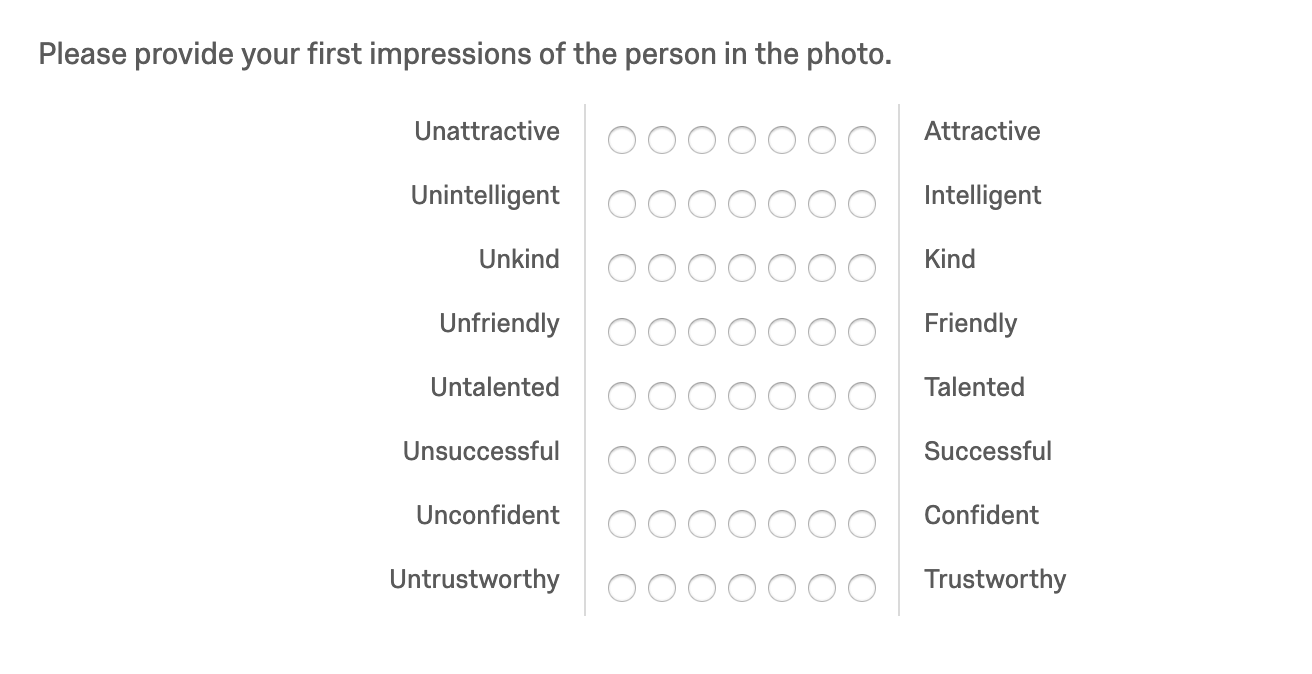 Please provide your first impressions of the person in the photo.
Unattractive Attractive
Unintelligent Intelligent
Unkind Kind
Unfriendly Friendly
Untalented Talented
Unsuccessful Successful
Unconfident Confident
Untrustworthy Trustworthy